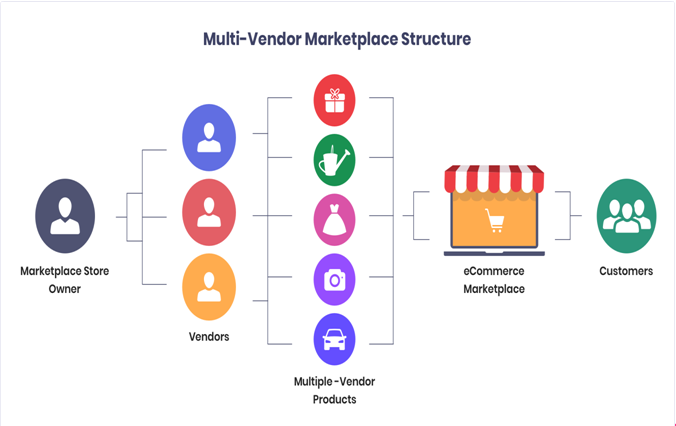 Multi-Vendor Marketplace Structure
Marketplace Store
Owner
Vendors
Multiple -Vendor
Products
eCommerce
Marketplace
Customers